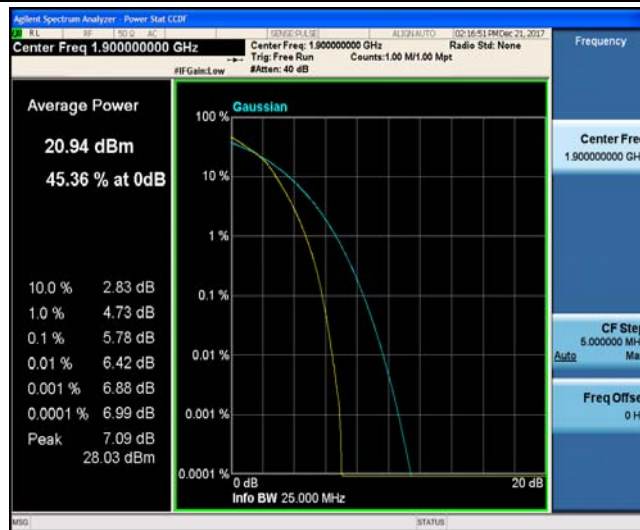 Agilent Spectrum Analyzer - Power Stat CCDF
RL RF 50 Ω AC SENSE:PULSE ALIGN AUTO 02:16:51 PM Dec 21, 2017
Center Freq 1.900000000 GHz
Center Freq: 1.900000000 GHz Radio Std: None
Trig: Free Run Counts:1.00 M/1.00 Mpt
#IFGain:Low #Atten: 40 dB
Frequency
Average Power
20.94 dBm
45.36 % at 0dB
10.0 % 2.83 dB
1.0 % 4.73 dB
0.1 % 5.78 dB
0.01 % 6.42 dB
0.001 % 6.88 dB
0.0001 % 6.99 dB
Peak 7.09 dB
28.03 dBm
Gaussian
100 %
10 %
1 %
0.1 %
0.01 %
0.001 %
0.0001 %
0 dB 20 dB
Info BW 25.000 MHz
Center Fre
1.900000000 GH
CF Step
5.000000 MH
Auto Ma
Freq Offse
0 H
MSG STATUS